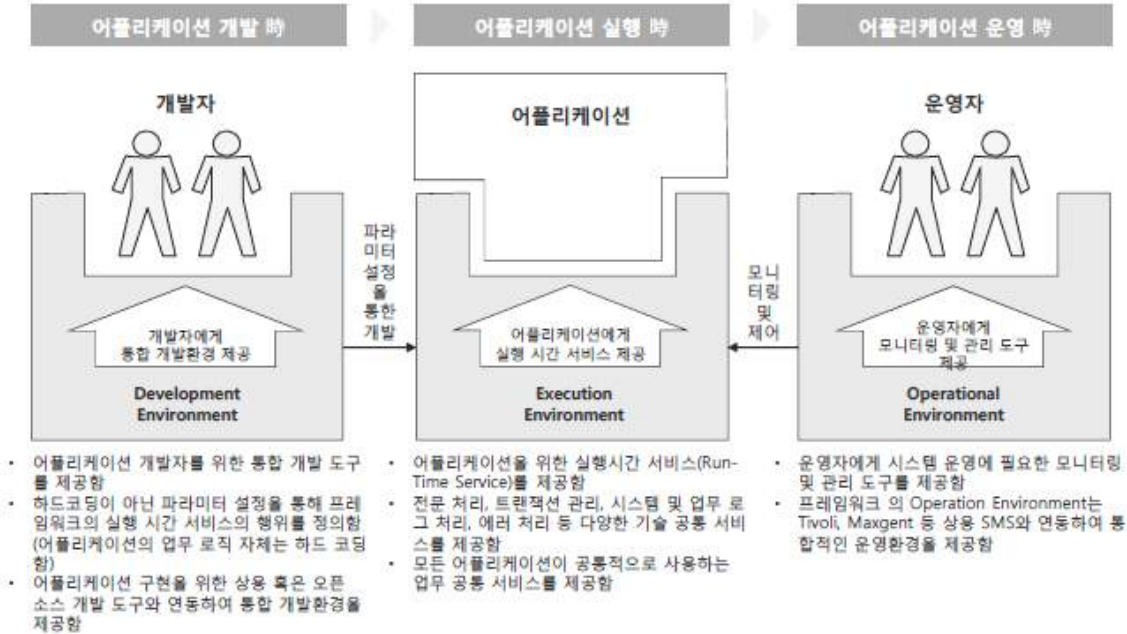 어플리케이션 개발 時
어플리케이션 실행 時
어플리케이션 운영 時
개발자
어플리케이션
운영자
파라
미터
설정
을
통한
개발
모니
터링
및
제어
개발자에게
통합 개발환경 제공
어플리케이션에게
실행 시간 서비스 제공
운영자에게
모니터링 및 관리 도구
제공
Development
Environment
Execution
Environment
Operational
Environment
• 어플리케이션 개발자를 위한 통합 개발 도구
를 제공함
• 하드코딩이 아닌 파라미터 설정을 통해 프레
임워크의 실행 시간 서비스의 행위를 정의함
(어플리케이션의 업무 로직 자체는 하드 코딩
함)
• 어플리케이션 구현을 위한 상용 혹은 오픈
소스 개발 도구와 연동하여 통합 개발환경을
제공함
• 어플리케이션을 위한 실행시간 서비스(Run-
Time Service)를 제공함
• 전문 처리, 트랜잭션 관리, 시스템 및 업무 로
그 처리, 에러 처리 등 다양한 기술 공통 서비
스를 제공함
• 모든 어플리케이션이 공통적으로 사용하는
업무 공통 서비스를 제공함
• 운영자에게 시스템 운영에 필요한 모니터링
및 관리 도구를 제공함
• 프레임워크 의 Operation Environment는
Tivoli, Maxgent 등 상용 SMS와 연동하여 통
합적인 운영환경을 제공함